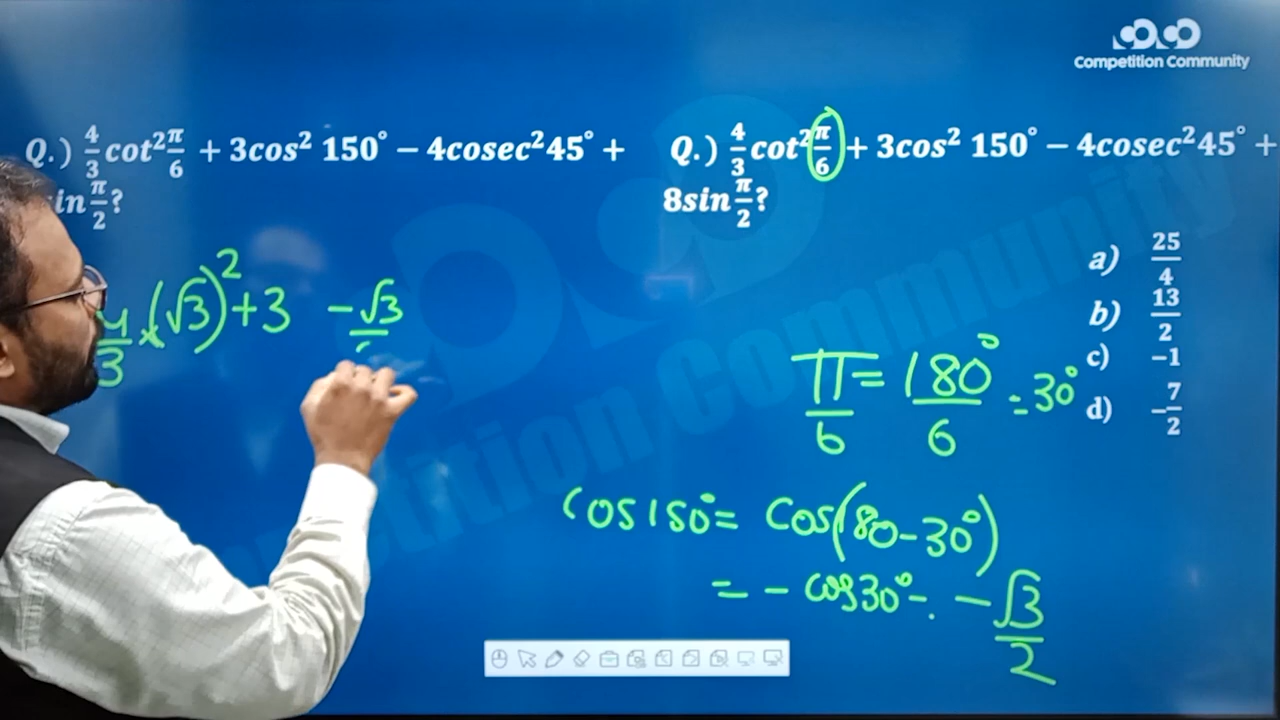 Competition Community
Q.) 4/3 cot² π/6 + 3cos² 150° − 4cosec²45° +
in π/2?
Q.) 4/3 cot² π/6 + 3cos² 150° − 4cosec²45° +
8sin π/2?
a) 25/4
b) 13/2
c) −1
d) −7/2
4/3 × (√3)² + 3 −√3
π/6 = 180°/6 = 30°
cos150° = cos(180-30°)
= - cos30° - . -√3/2
Competition Community